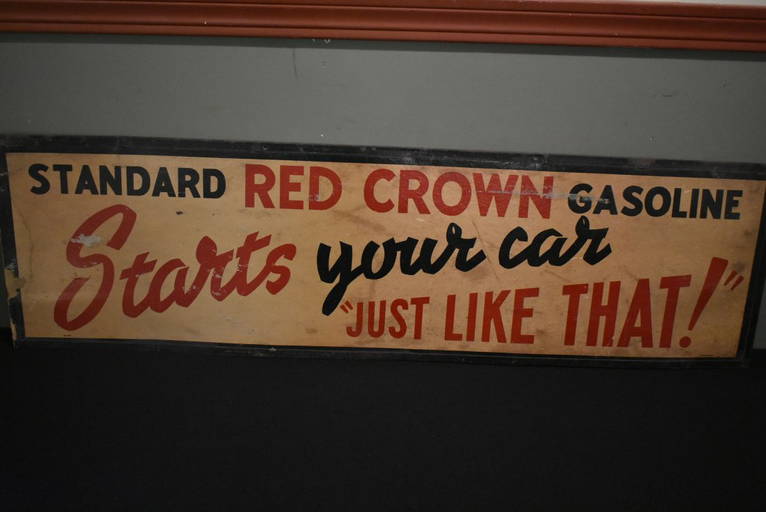 STANDARD RED CROWN GASOLINE
Starts your car
"JUST LIKE THAT!"